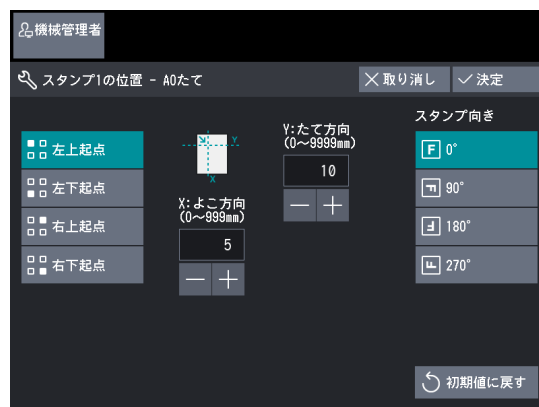 機械管理者
スタンプ1の位置 - A0たて
取り消し
決定
スタンプ向き
左上起点
左下起点
右上起点
右下起点
Y
X
X:よこ方向
(0～999mm)
5
Y:たて方向
(0～9999mm)
10
F 0°
F 90°
F 180°
F 270°
初期値に戻す